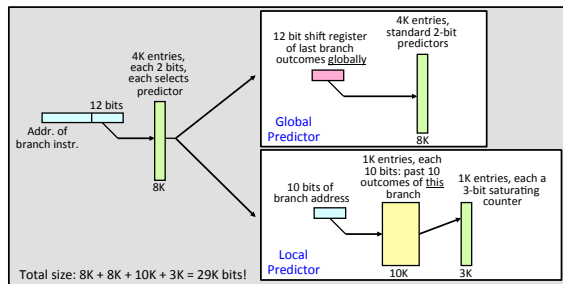 4K entries,
each 2 bits,
each selects
predictor
12 bits
Addr. of
branch instr.
8K
12 bit shift register
of last branch
outcomes globally
4K entries,
standard 2-bit
predictors
Global
Predictor
8K
10 bits of
branch address
1K entries, each
10 bits: past 10
outcomes of this
branch
1K entries, each a
3-bit saturating
counter
Local
Predictor
10K
3K
Total size: 8K + 8K + 10K + 3K = 29K bits!